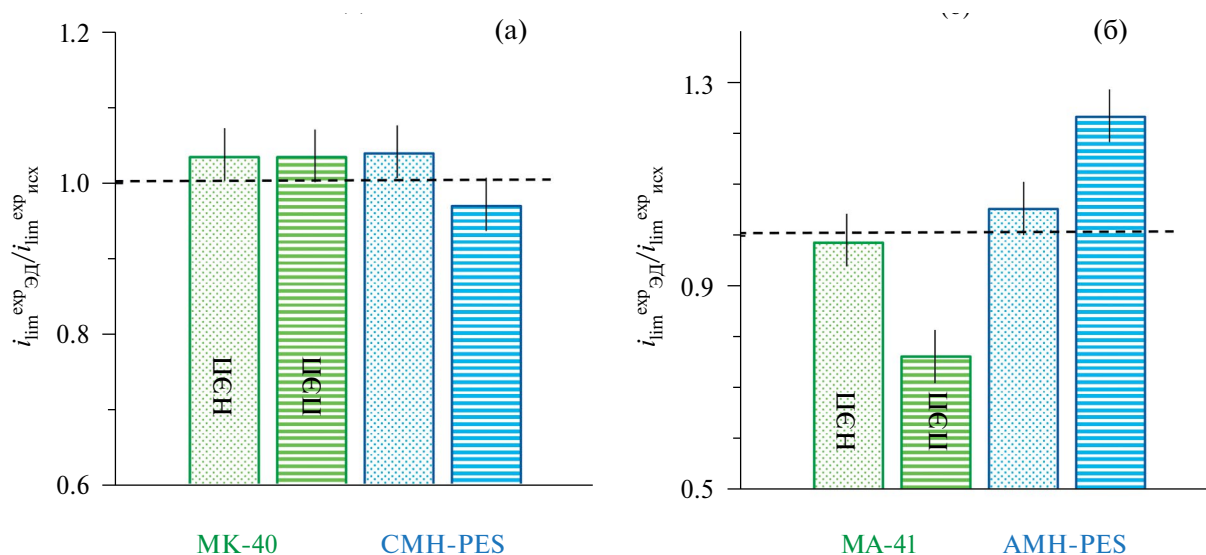 (а)
1.2
1.0
0.8
0.6
i_lim^exp_ЭД/i_lim^exp_исх
НЭП
ПЭП
МК-40 CMH-PES
(б)
1.3
0.9
0.5
i_lim^exp_ЭД/i_lim^exp_исх
НЭП
ПЭП
МА-41 AMH-PES